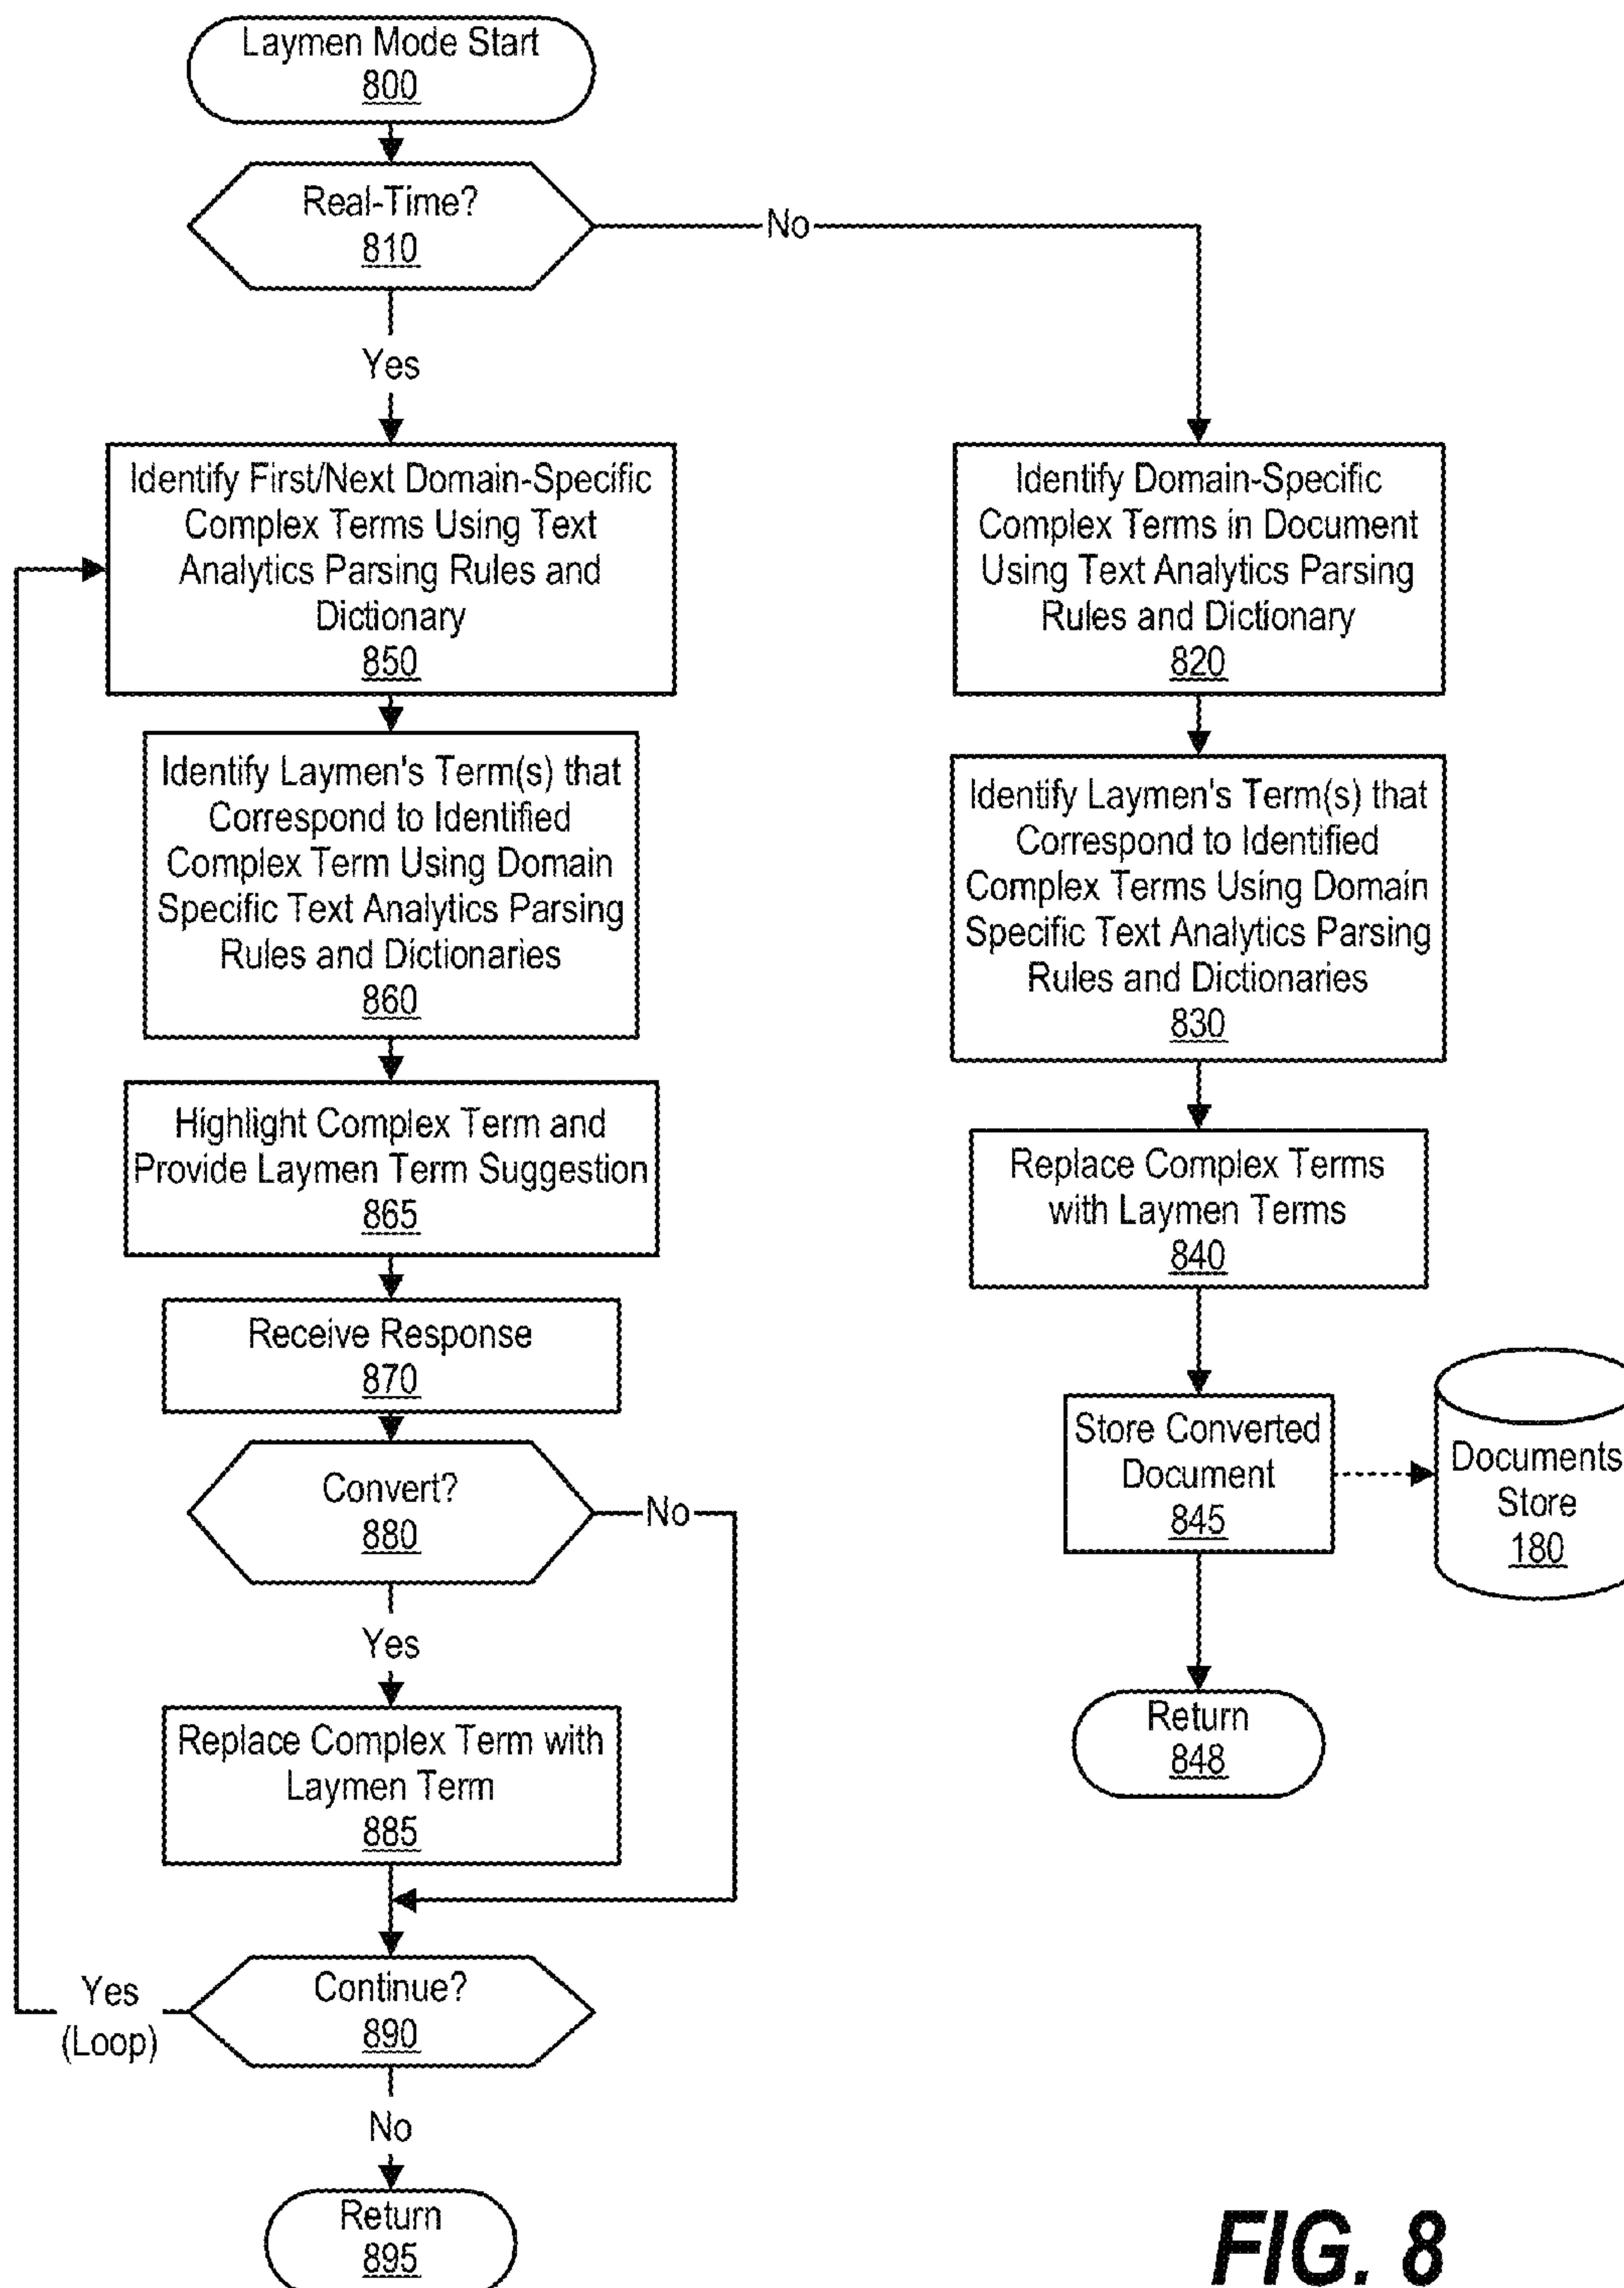 Laymen Mode Start
800
Real-Time?
810
No
Yes
Identify First/Next Domain-Specific
Complex Terms Using Text
Analytics Parsing Rules and
Dictionary
850
Identify Laymen's Term(s) that
Correspond to Identified
Complex Term Using Domain
Specific Text Analytics Parsing
Rules and Dictionaries
860
Highlight Complex Term and
Provide Laymen Term Suggestion
865
Receive Response
870
Convert?
880
No
Yes
Replace Complex Term with
Laymen Term
885
Continue?
890
Yes
(Loop)
No
Return
895
Identify Domain-Specific
Complex Terms in Document
Using Text Analytics Parsing
Rules and Dictionary
820
Identify Laymen's Term(s) that
Correspond to Identified
Complex Terms Using Domain
Specific Text Analytics Parsing
Rules and Dictionaries
830
Replace Complex Terms
with Laymen Terms
840
Store Converted
Document
845
Documents
Store
180
Return
848
FIG. 8